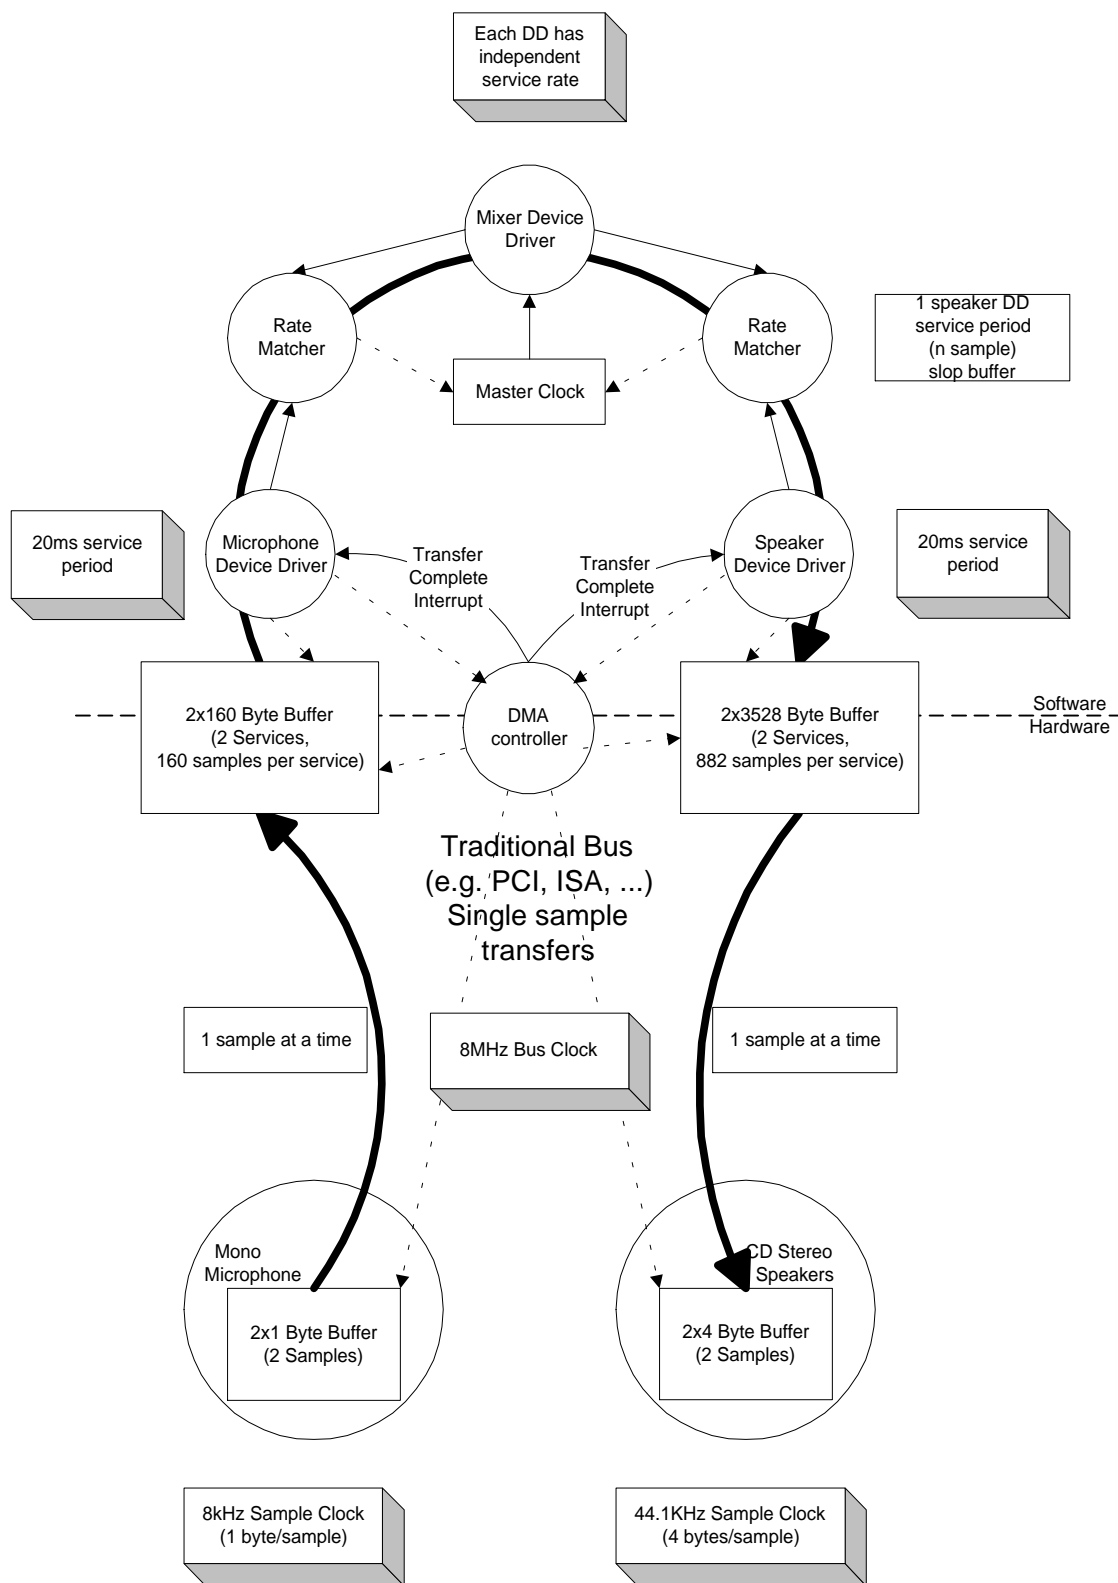 Each DD has
independent
service rate
Mixer Device
Driver
Rate
Matcher
Rate
Matcher
1 speaker DD
service period
(n sample)
slop buffer
Master Clock
20ms service
period
Microphone
Device Driver
Transfer
Complete
Interrupt
Transfer
Complete
Interrupt
Speaker
Device Driver
20ms service
period
2x160 Byte Buffer
(2 Services,
160 samples per service)
DMA
controller
2x3528 Byte Buffer
(2 Services,
882 samples per service)
Software
Hardware
Traditional Bus
(e.g. PCI, ISA, ...)
Single sample
transfers
1 sample at a time
8MHz Bus Clock
1 sample at a time
Mono
Microphone
2x1 Byte Buffer
(2 Samples)
CD Stereo
Speakers
2x4 Byte Buffer
(2 Samples)
8kHz Sample Clock
(1 byte/sample)
44.1KHz Sample Clock
(4 bytes/sample)